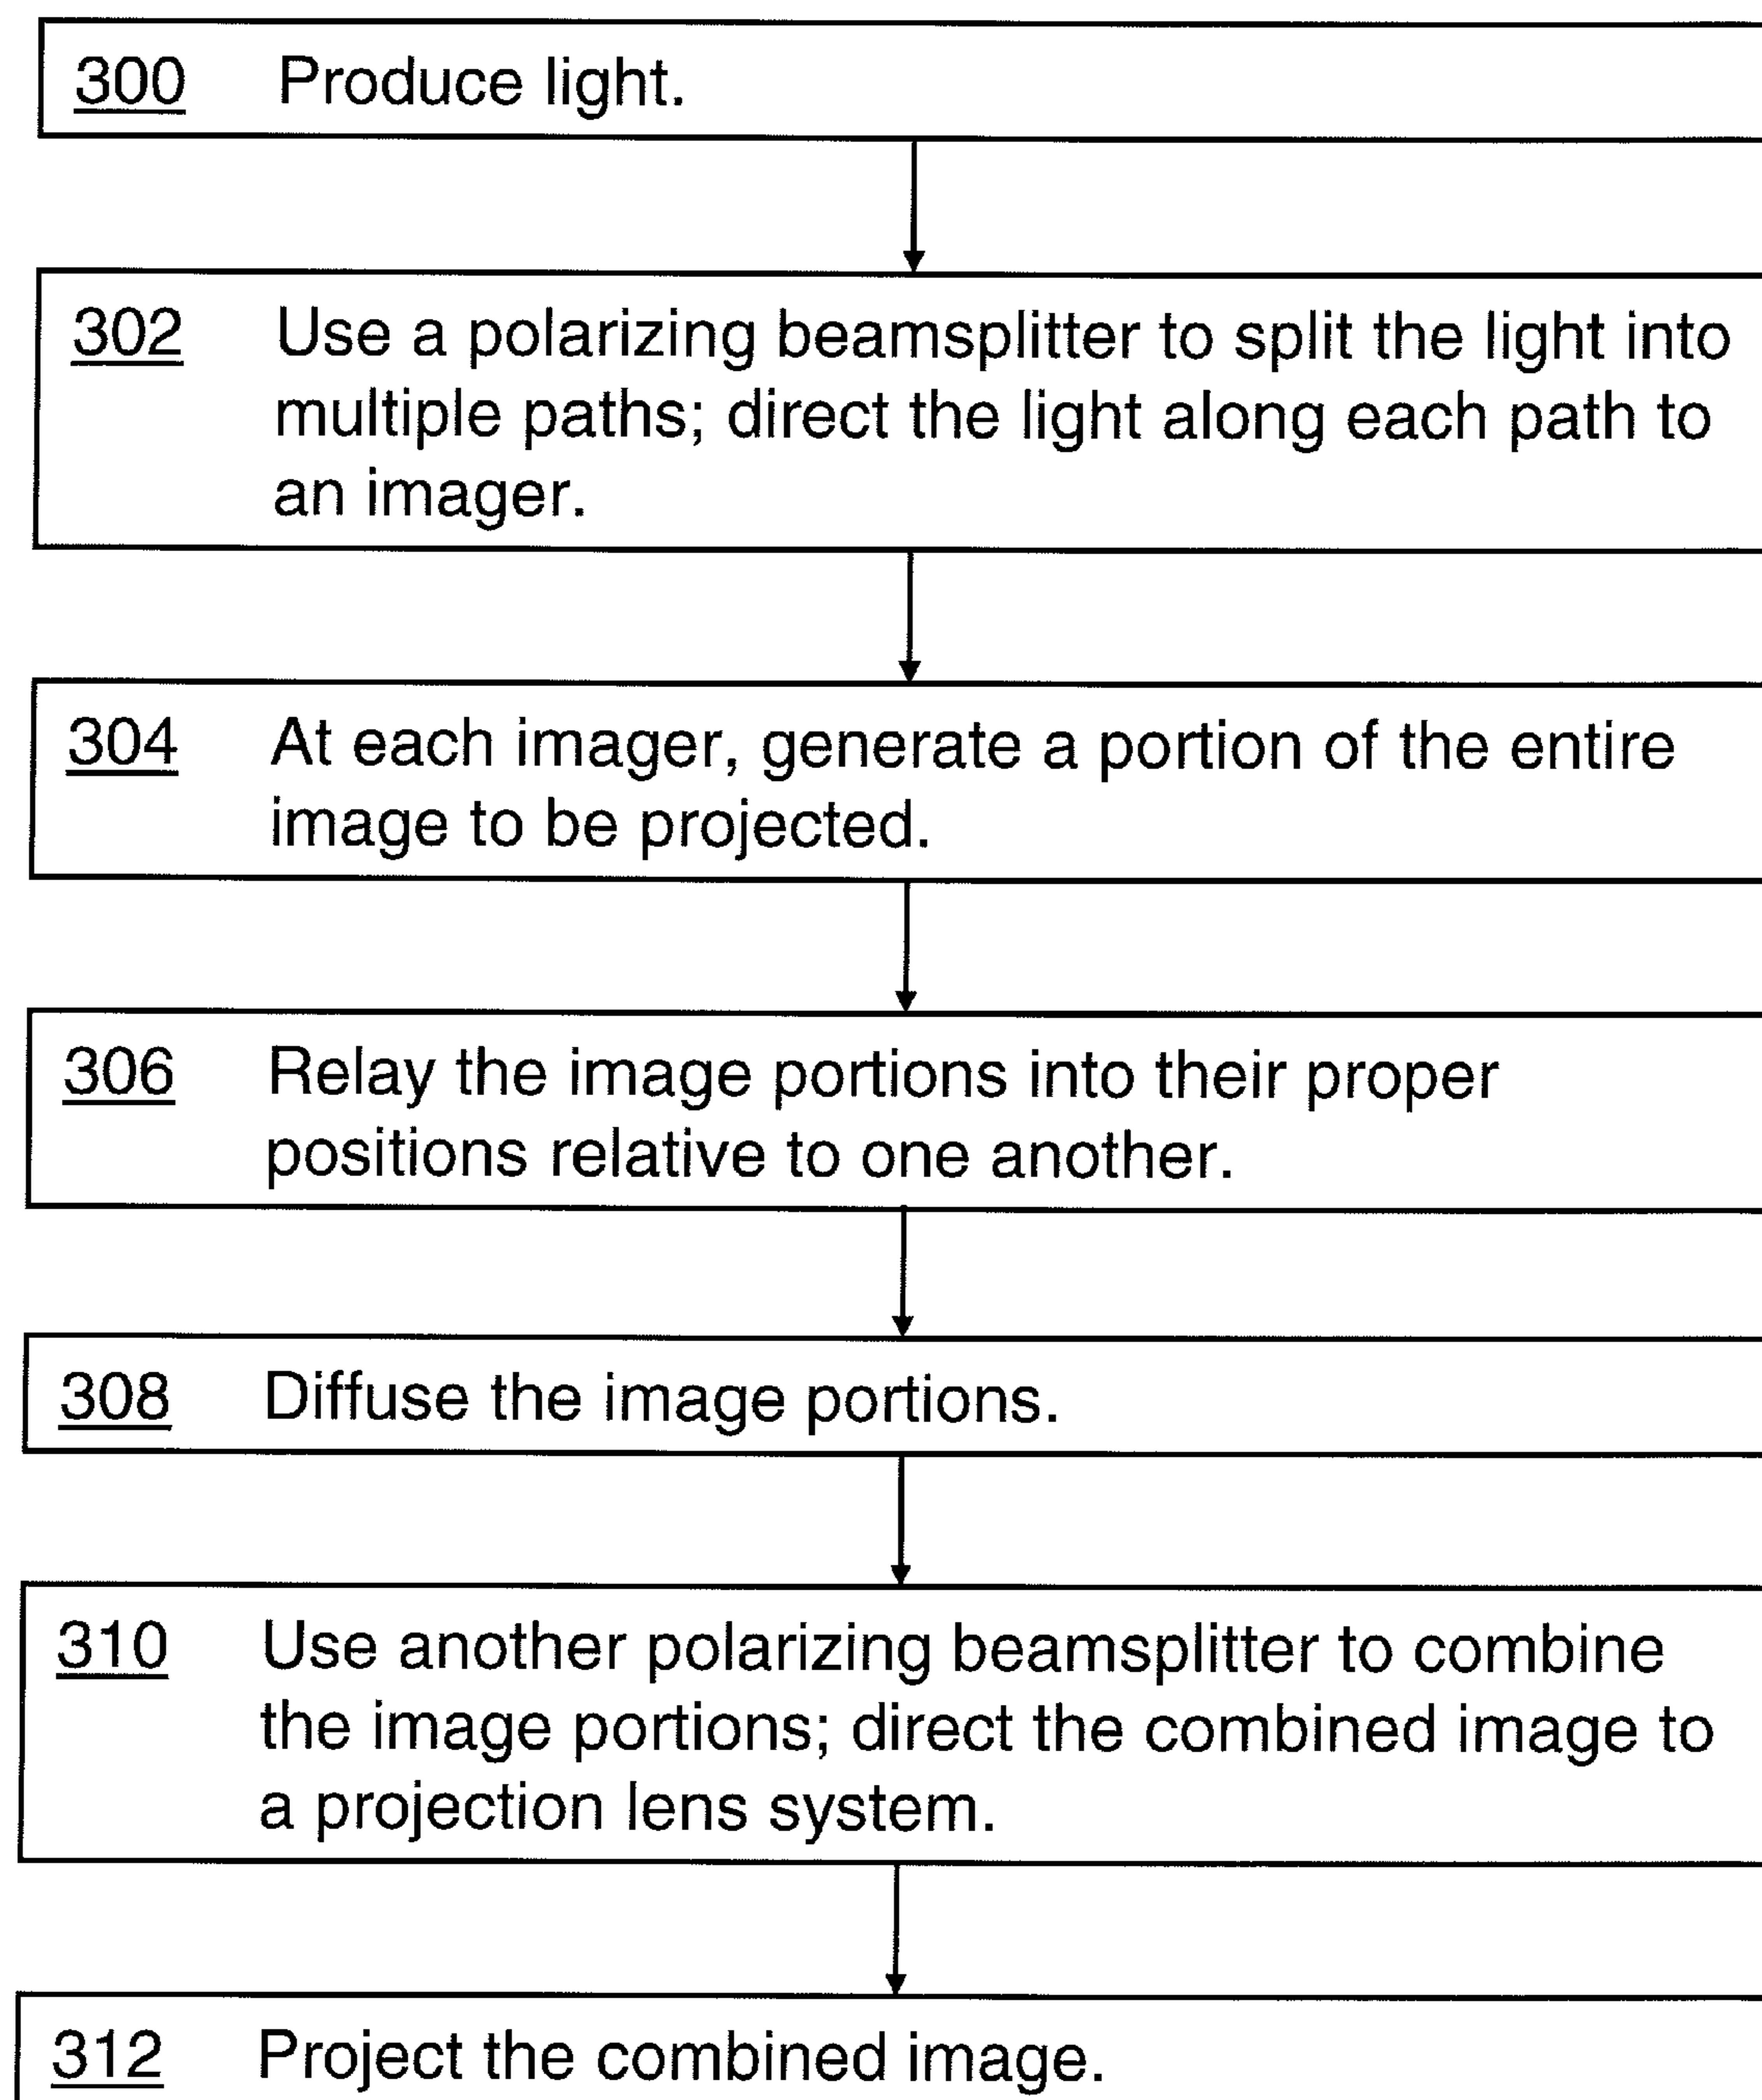 300 Produce light.
302 Use a polarizing beamsplitter to split the light into
multiple paths; direct the light along each path to
an imager.
304 At each imager, generate a portion of the entire
image to be projected.
306 Relay the image portions into their proper
positions relative to one another.
308 Diffuse the image portions.
310 Use another polarizing beamsplitter to combine
the image portions; direct the combined image to
a projection lens system.
312 Project the combined image.